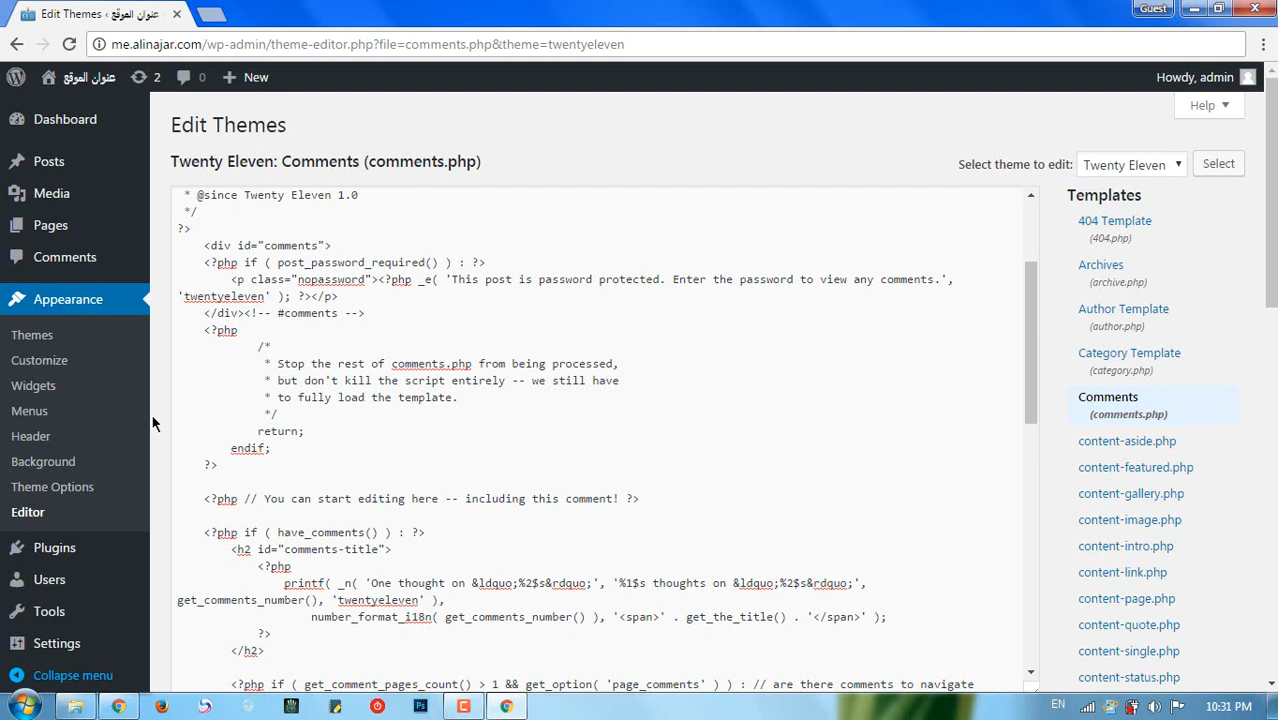 Edit Themes ‹ عنوان الموقع
Guest
me.alinajar.com/wp-admin/theme-editor.php?file=comments.php&theme=twentyeleven
عنوان الموقع
2
0
New
Howdy, admin
Help
Dashboard
Posts
Media
Pages
Comments
Appearance
Themes
Customize
Widgets
Menus
Header
Background
Theme Options
Editor
Plugins
Users
Tools
Settings
Collapse menu
Edit Themes
Twenty Eleven: Comments (comments.php)
Select theme to edit: Twenty Eleven Select
* @since Twenty Eleven 1.0
*/
?>
<div id="comments">
<?php if ( post_password_required() ) : ?>
<p class="nopassword"><?php _e( 'This post is password protected. Enter the password to view any comments.',
'twentyeleven' ); ?></p>
</div><!-- #comments -->
<?php
/*
* Stop the rest of comments.php from being processed,
* but don't kill the script entirely -- we still have
* to fully load the template.
*/
return;
endif;
?>
<?php // You can start editing here -- including this comment! ?>
<?php if ( have_comments() ) : ?>
<h2 id="comments-title">
<?php
printf( _n( 'One thought on &ldquo;%2$s&rdquo;', '%1$s thoughts on &ldquo;%2$s&rdquo;',
get_comments_number(), 'twentyeleven' ),
number_format_i18n( get_comments_number() ), '<span>' . get_the_title() . '</span>' );
?>
</h2>
<?php if ( get_comment_pages_count() > 1 && get_option( 'page_comments' ) ) : // are there comments to navigate
Templates
404 Template
(404.php)
Archives
(archive.php)
Author Template
(author.php)
Category Template
(category.php)
Comments
(comments.php)
content-aside.php
content-featured.php
content-gallery.php
content-image.php
content-intro.php
content-link.php
content-page.php
content-quote.php
content-single.php
content-status.php
EN
10:31 PM